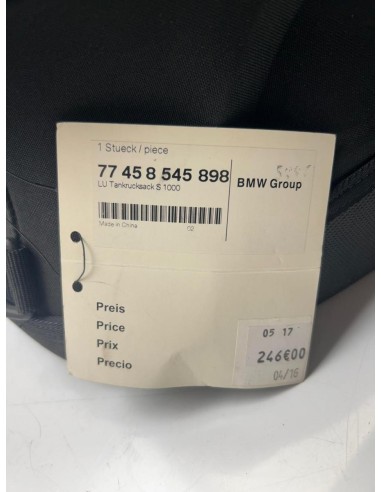 1 Stueck / piece
77 45 8 545 898
LU Tankrucksack S 1000
BMW Group
Made in China
02
Preis
Price
Prix
Precio
05 17
246€00
04/16